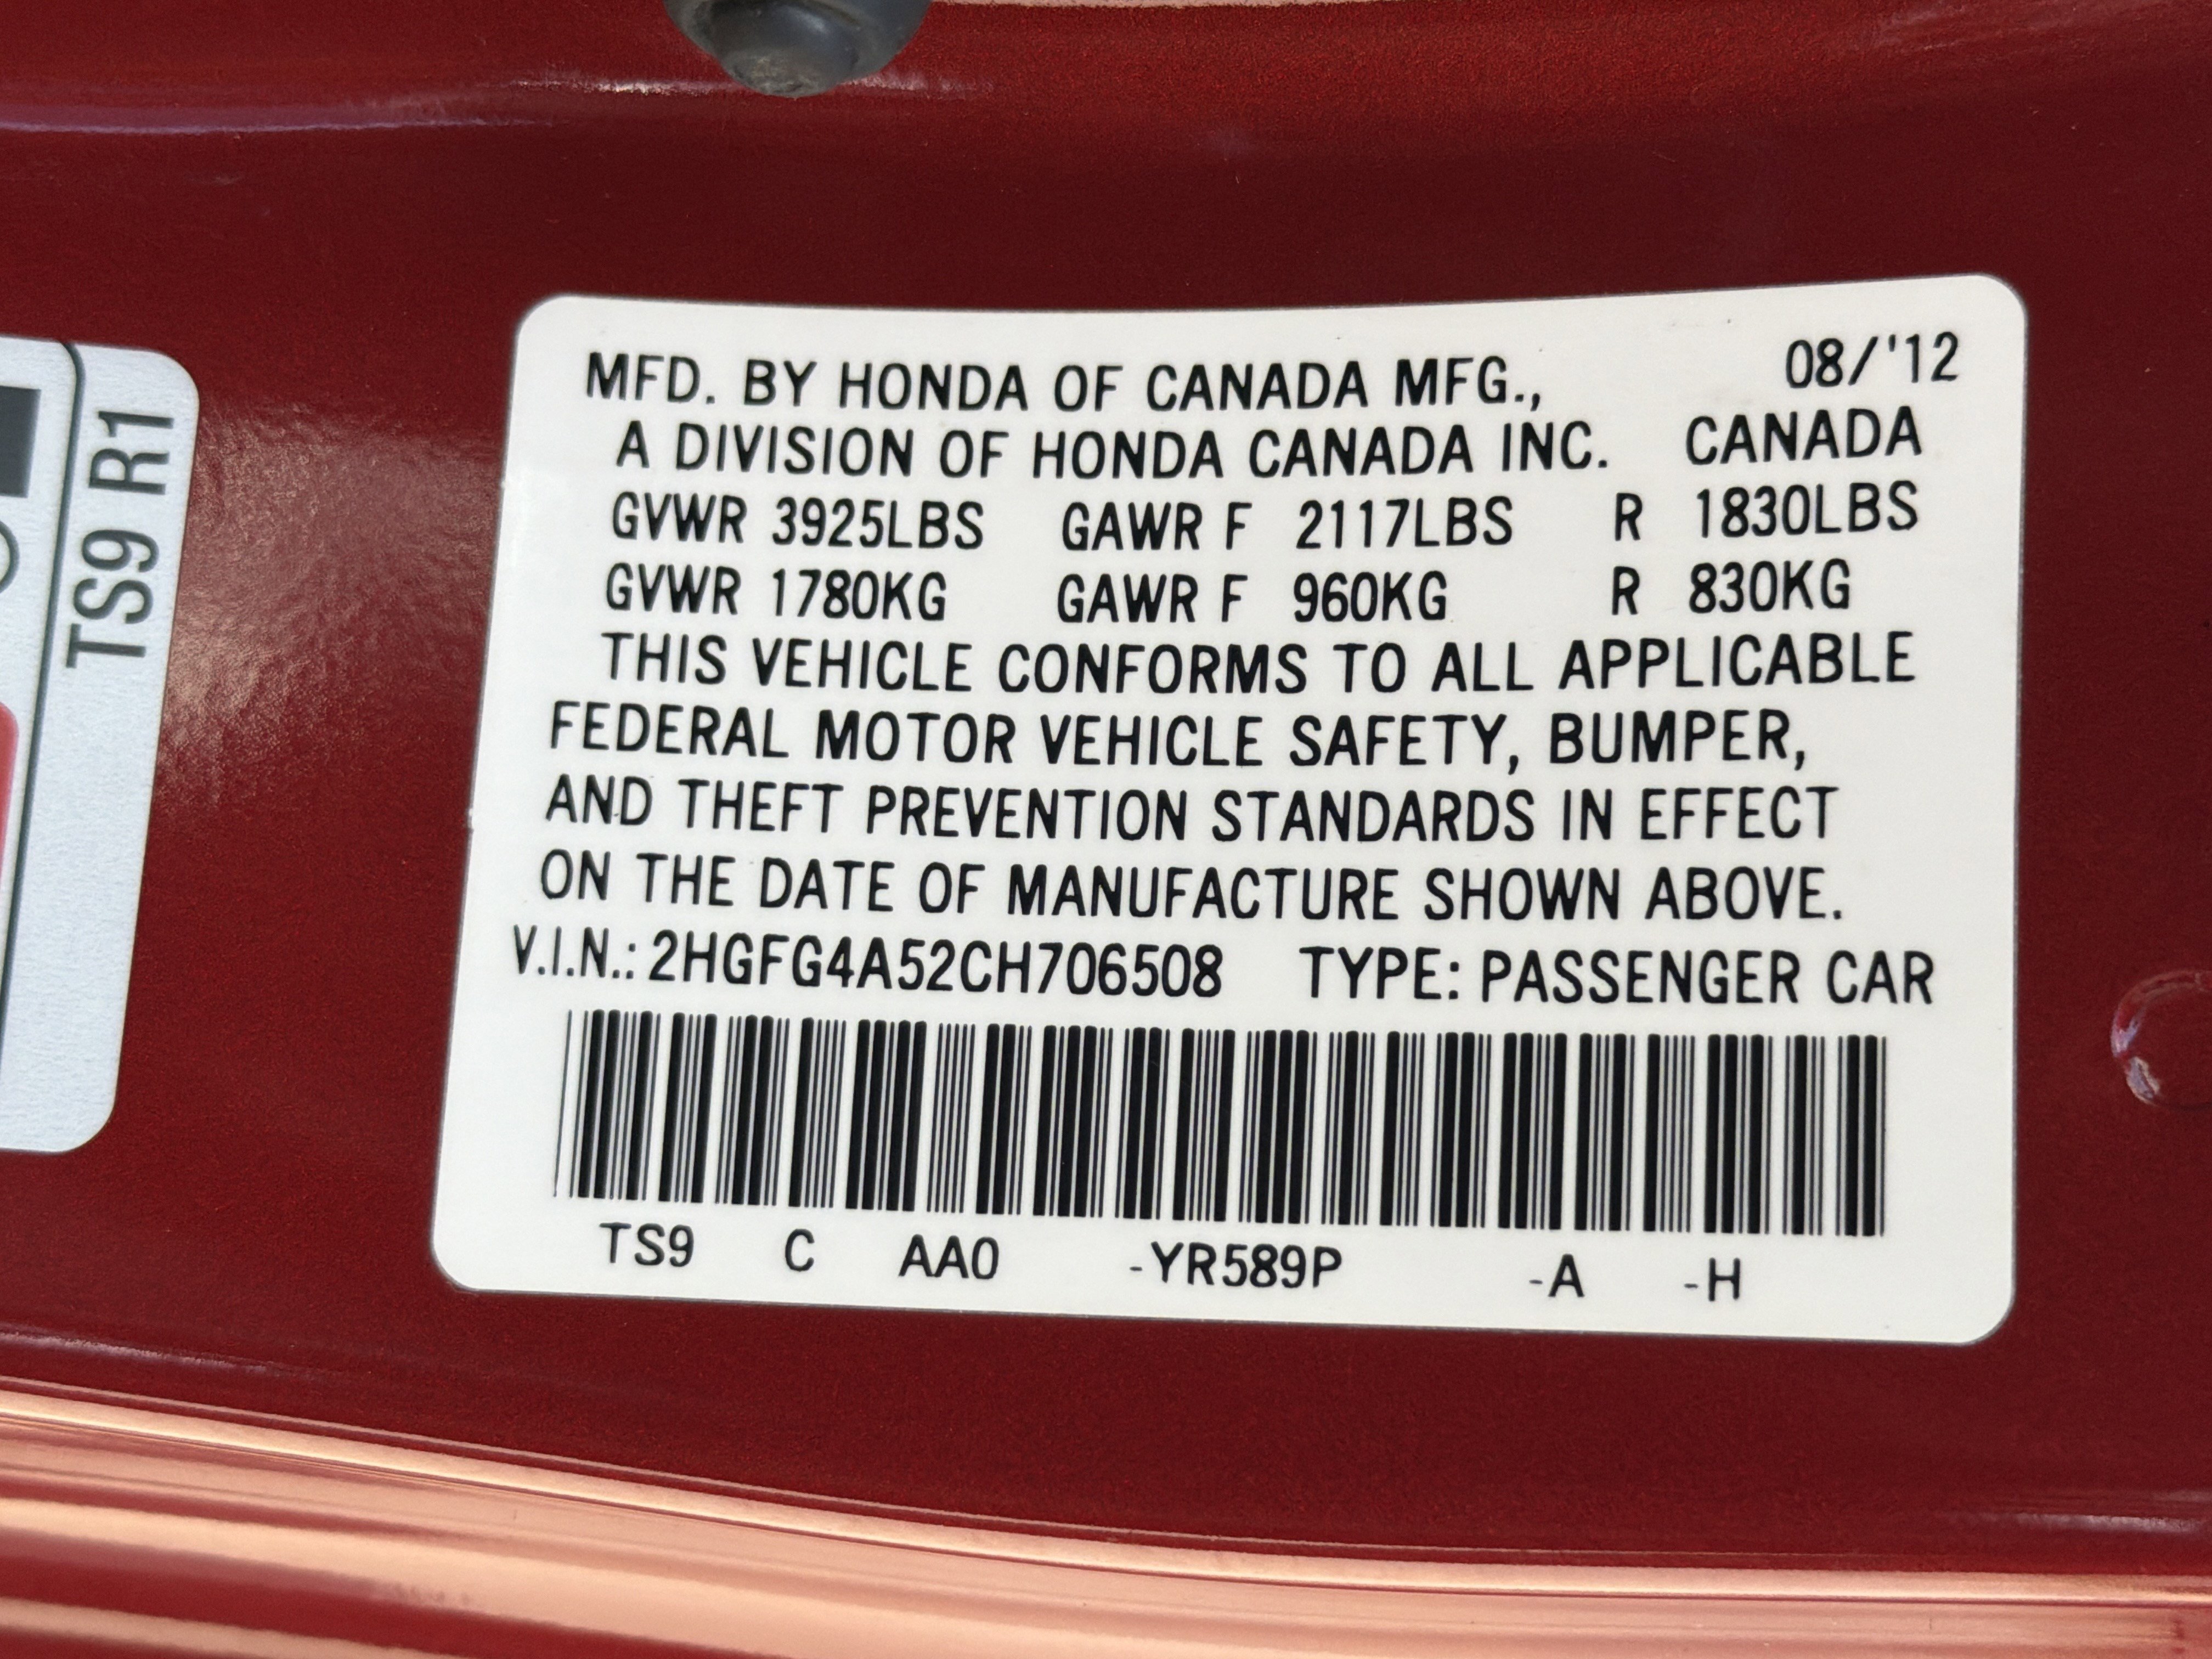 MFD. BY HONDA OF CANADA MFG., 08/'12
A DIVISION OF HONDA CANADA INC. CANADA
GVWR 3925LBS GAWR F 2117LBS R 1830LBS
GVWR 1780KG GAWR F 960KG R 830KG
THIS VEHICLE CONFORMS TO ALL APPLICABLE
FEDERAL MOTOR VEHICLE SAFETY, BUMPER,
AND THEFT PREVENTION STANDARDS IN EFFECT
ON THE DATE OF MANUFACTURE SHOWN ABOVE.
V.I.N.: 2HGFG4A52CH706508 TYPE: PASSENGER CAR
TS9 C AA0 -YR589P -A -H
TS9 R1